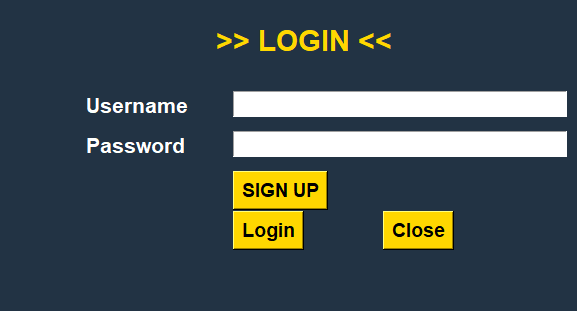 >> LOGIN <<
Username
Password
SIGN UP
Login Close